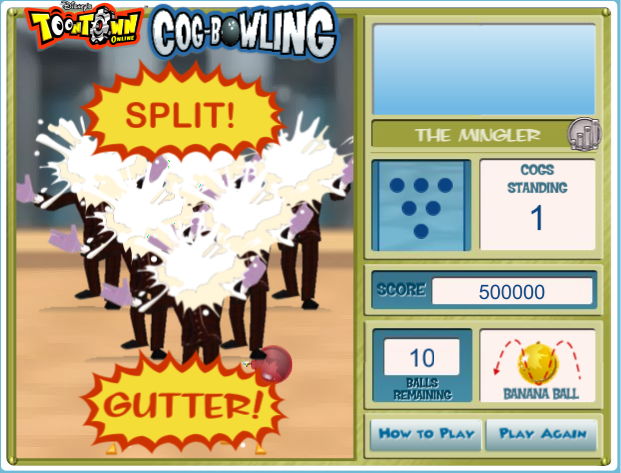 Disney's
TOONTOWN
ONLINE
COG-BOWLING
SPLIT!
THE MINGLER
COGS
STANDING
1
SCORE 500000
10
BALLS
REMAINING
BANANA BALL
GUTTER!
HOW TO PLAY
PLAY AGAIN